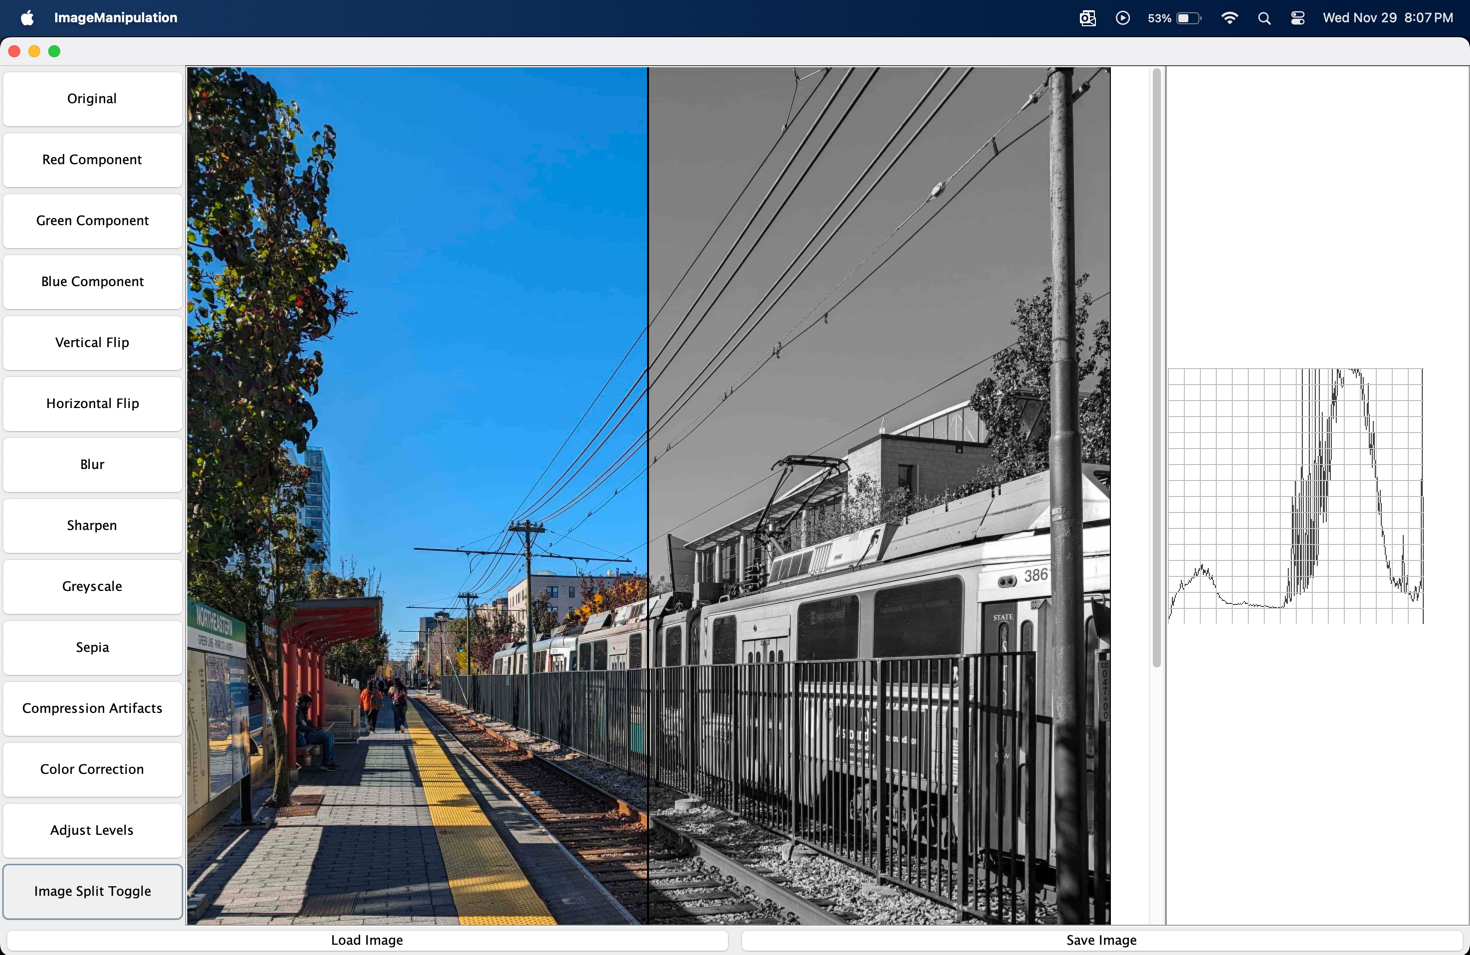 ImageManipulation
53%
Wed Nov 29 8:07 PM
Original
Red Component
Green Component
Blue Component
Vertical Flip
Horizontal Flip
Blur
Sharpen
Greyscale
Sepia
Compression Artifacts
Color Correction
Adjust Levels
Image Split Toggle
NORTHEASTERN
386
STATE
Load Image
Save Image